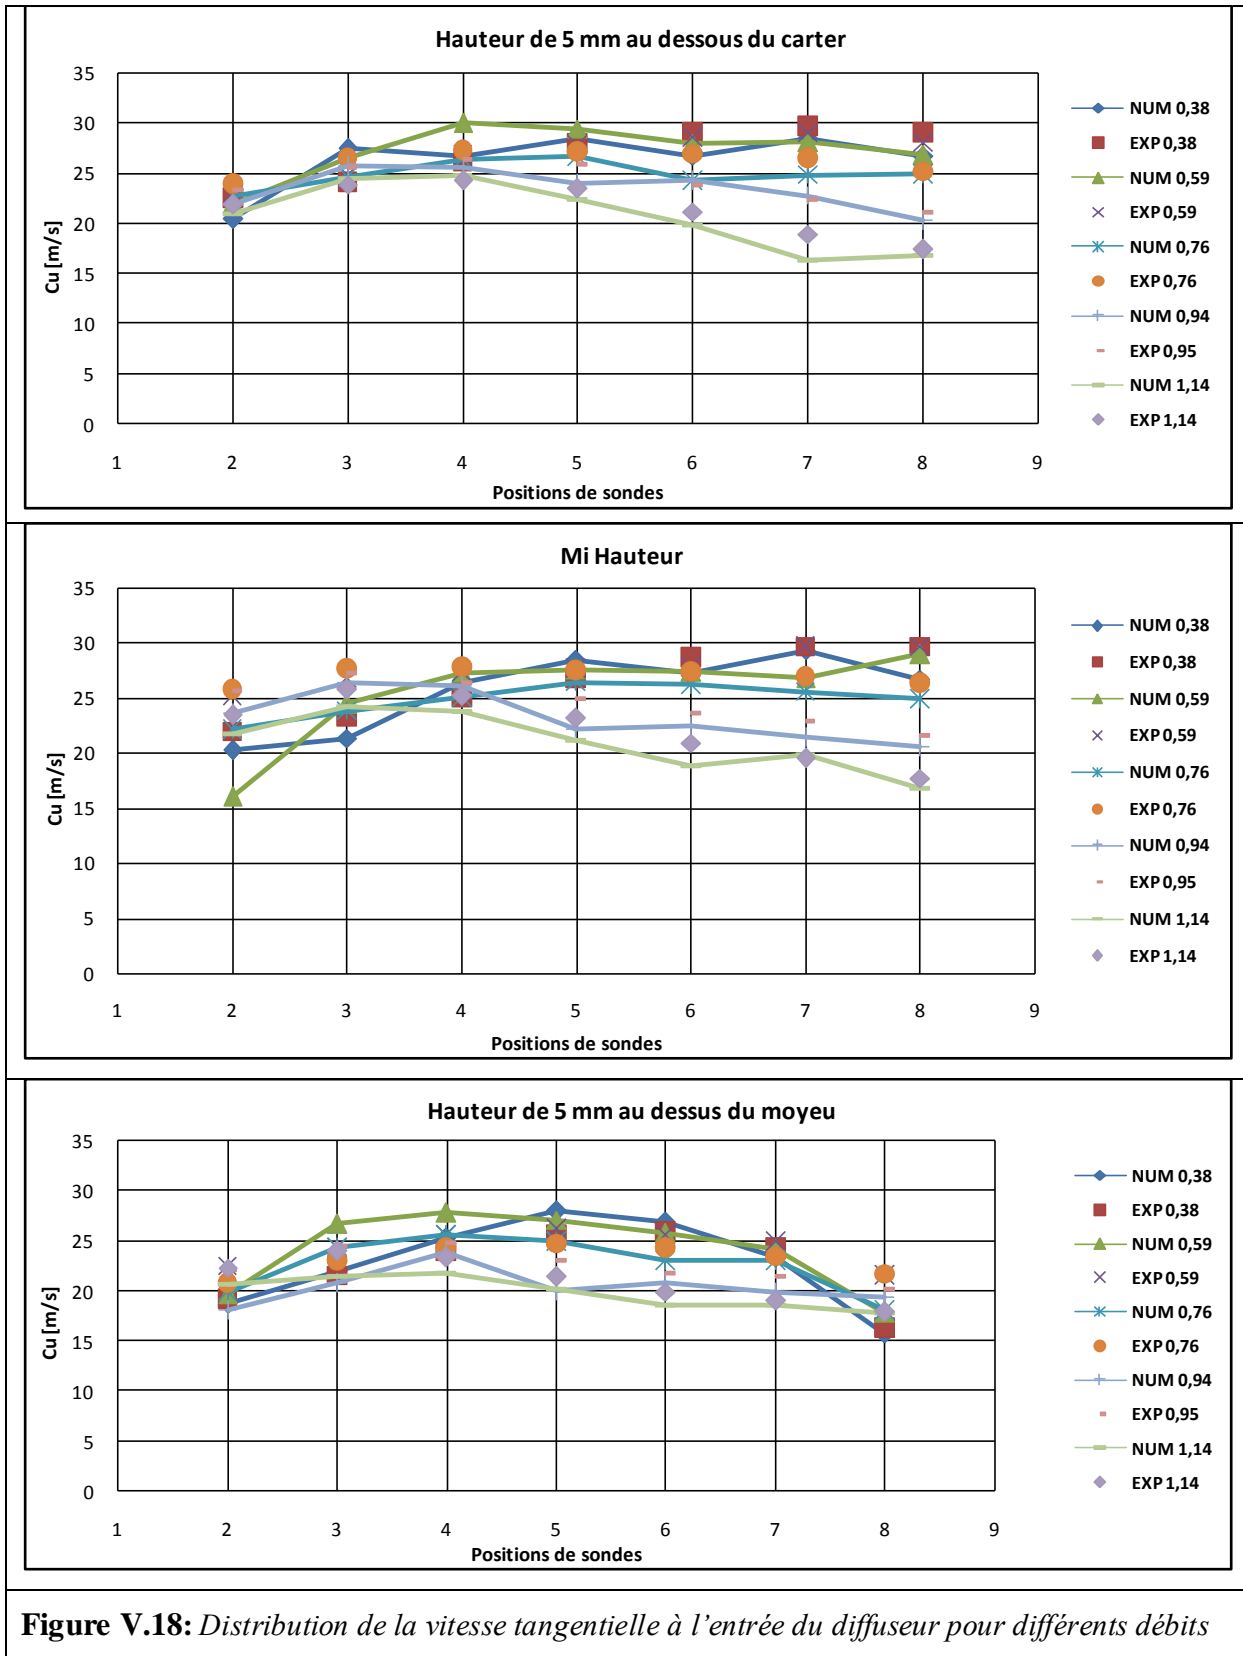 Hauteur de 5 mm au dessous du carter
35
30
25
20
15
10
5
0
Cu [m/s]
1 2 3 4 5 6 7 8 9
Positions de sondes
NUM 0,38
EXP 0,38
NUM 0,59
EXP 0,59
NUM 0,76
EXP 0,76
NUM 0,94
EXP 0,95
NUM 1,14
EXP 1,14
Mi Hauteur
35
30
25
20
15
10
5
0
Cu [m/s]
1 2 3 4 5 6 7 8 9
Positions de sondes
NUM 0,38
EXP 0,38
NUM 0,59
EXP 0,59
NUM 0,76
EXP 0,76
NUM 0,94
EXP 0,95
NUM 1,14
EXP 1,14
Hauteur de 5 mm au dessus du moyeu
35
30
25
20
15
10
5
0
Cu [m/s]
1 2 3 4 5 6 7 8 9
Positions de sondes
NUM 0,38
EXP 0,38
NUM 0,59
EXP 0,59
NUM 0,76
EXP 0,76
NUM 0,94
EXP 0,95
NUM 1,14
EXP 1,14
Figure V.18: Distribution de la vitesse tangentielle à l’entrée du diffuseur pour différents débits